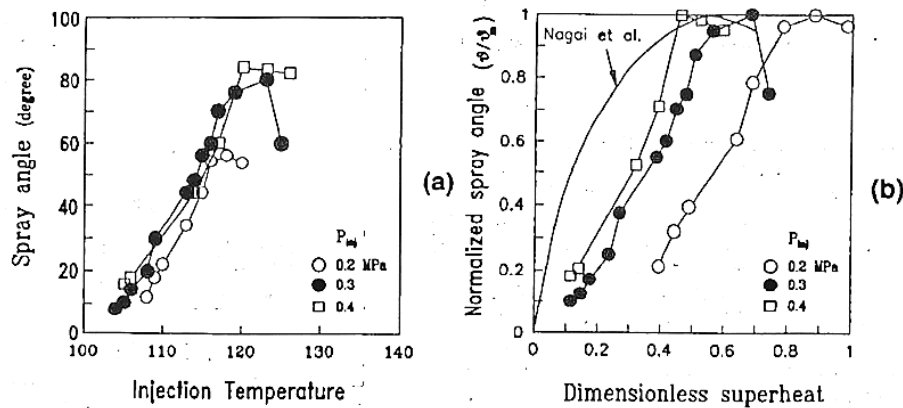 Spray angle (degree)
100
80
60
40
20
0
100 110 120 130 140
Injection Temperature
P inj
0.2 MPa
0.3
0.4
(a)
Normalized spray angle (ϑ/ϑm)
1
0.8
0.6
0.4
0.2
0
0 0.2 0.4 0.6 0.8 1
Dimensionless superheat
Nagai et al.
P inj
0.2 MPa
0.3
0.4
(b)